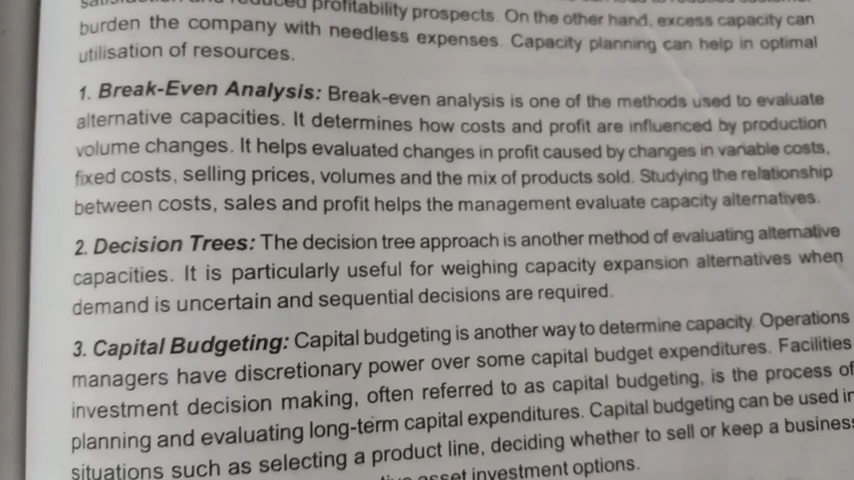 and reduced profitability prospects. On the other hand, excess capacity can
burden the company with needless expenses. Capacity planning can help in optimal
utilisation of resources.
1. Break-Even Analysis: Break-even analysis is one of the methods used to evaluate
alternative capacities. It determines how costs and profit are influenced by production
volume changes. It helps evaluated changes in profit caused by changes in variable costs,
fixed costs, selling prices, volumes and the mix of products sold. Studying the relationship
between costs, sales and profit helps the management evaluate capacity alternatives.
2. Decision Trees: The decision tree approach is another method of evaluating alternative
capacities. It is particularly useful for weighing capacity expansion alternatives when
demand is uncertain and sequential decisions are required.
3. Capital Budgeting: Capital budgeting is another way to determine capacity. Operations
managers have discretionary power over some capital budget expenditures. Facilities
investment decision making, often referred to as capital budgeting, is the process of
planning and evaluating long-term capital expenditures. Capital budgeting can be used in
situations such as selecting a product line, deciding whether to sell or keep a business
asset investment options.